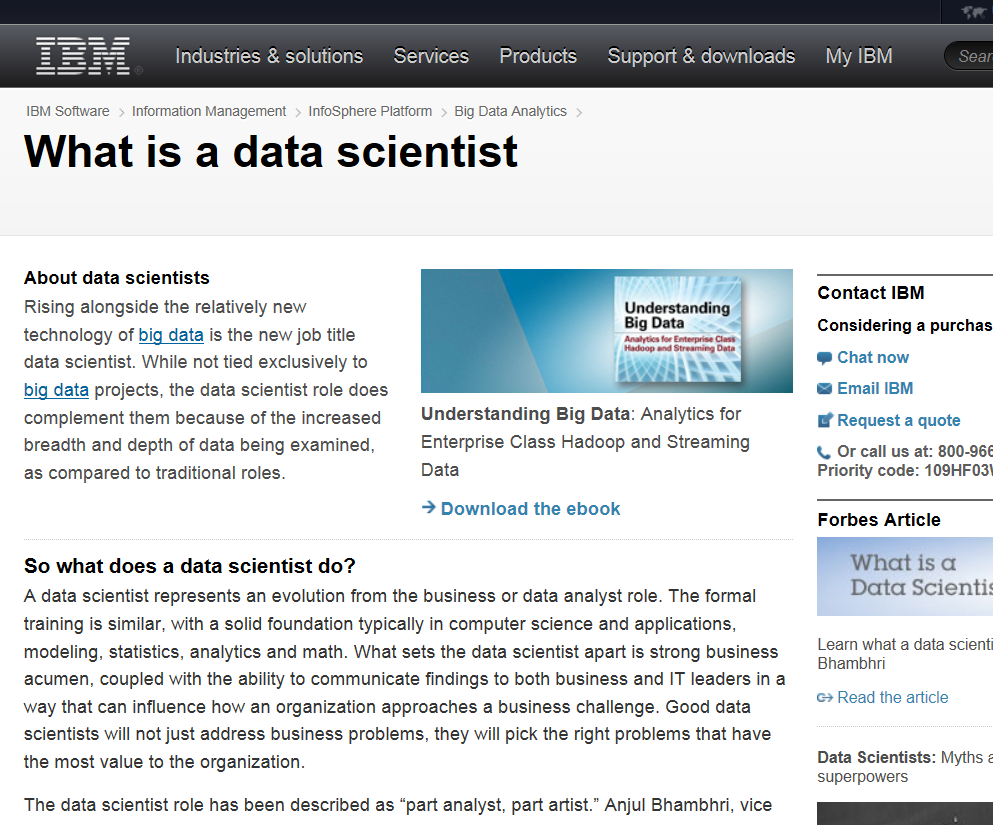 IBM
Industries & solutions
Services
Products
Support & downloads
My IBM
IBM Software
Information Management
InfoSphere Platform
Big Data Analytics
What is a data scientist
About data scientists
Rising alongside the relatively new
technology of big data is the new job title
data scientist. While not tied exclusively to
big data projects, the data scientist role does
complement them because of the increased
breadth and depth of data being examined,
as compared to traditional roles.
Understanding
Big Data
Analytics for Enterprise Class
Hadoop and Streaming Data
Understanding Big Data: Analytics for
Enterprise Class Hadoop and Streaming
Data
Download the ebook
So what does a data scientist do?
A data scientist represents an evolution from the business or data analyst role. The formal
training is similar, with a solid foundation typically in computer science and applications,
modeling, statistics, analytics and math. What sets the data scientist apart is strong business
acumen, coupled with the ability to communicate findings to both business and IT leaders in a
way that can influence how an organization approaches a business challenge. Good data
scientists will not just address business problems, they will pick the right problems that have
the most value to the organization.
The data scientist role has been described as “part analyst, part artist.” Anjul Bhambhri, vice
Contact IBM
Considering a purchas
Chat now
Email IBM
Request a quote
Or call us at: 800-966
Priority code: 109HF03
Forbes Article
What is a
Data Scientis
Learn what a data scienti
Bhambhri
Read the article
Data Scientists: Myths a
superpowers